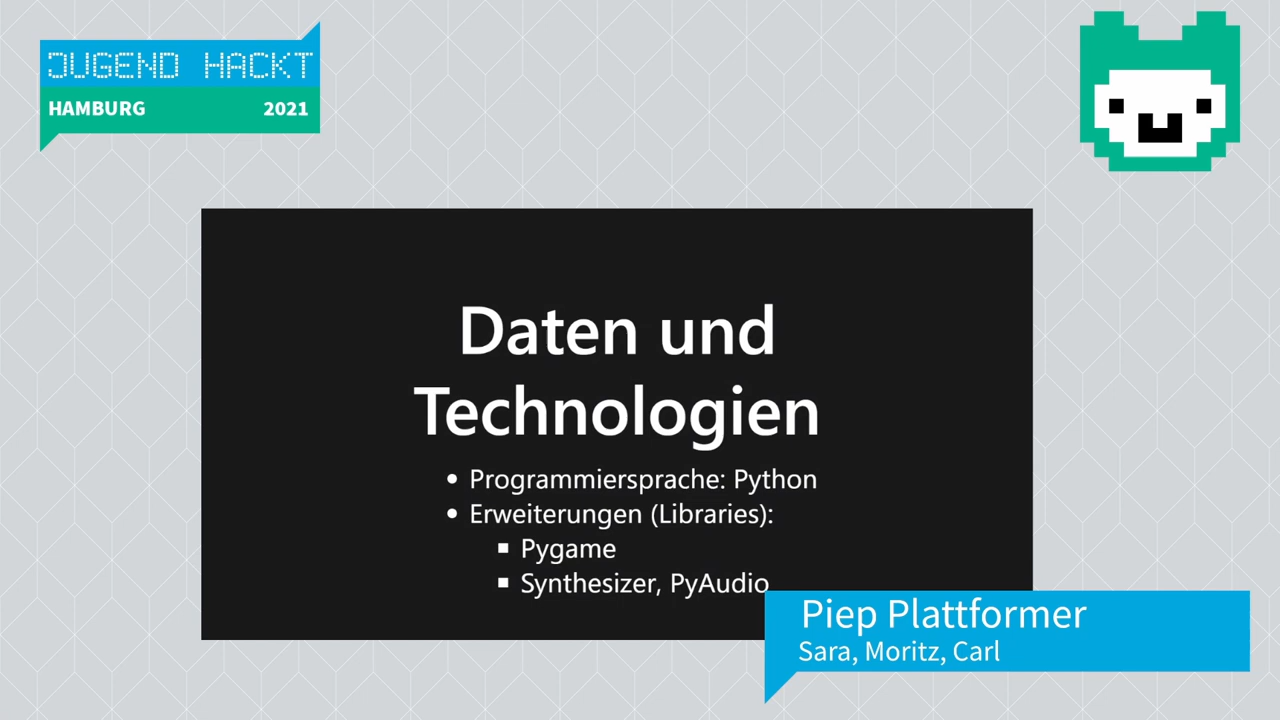 JUGEND HACKT
HAMBURG 2021
Daten und
Technologien
• Programmiersprache: Python
• Erweiterungen (Libraries):
▪ Pygame
▪ Synthesizer, PyAudio
Piep Plattformer
Sara, Moritz, Carl